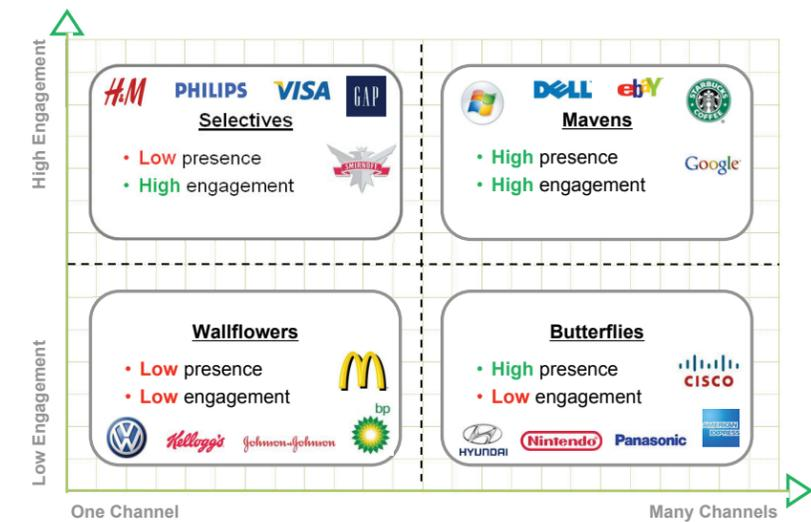 High Engagement
H&M PHILIPS VISA GAP
Selectives
• Low presence
• High engagement
SMIRNOFF
DELL ebaY STARBUCKS COFFEE
Mavens
• High presence
• High engagement
Google
Low Engagement
Wallflowers
• Low presence
• Low engagement
bp
Kellogg's Johnson & Johnson
Butterflies
• High presence
• Low engagement
CISCO
AMERICAN EXPRESS
HYUNDAI Nintendo Panasonic
One Channel Many Channels